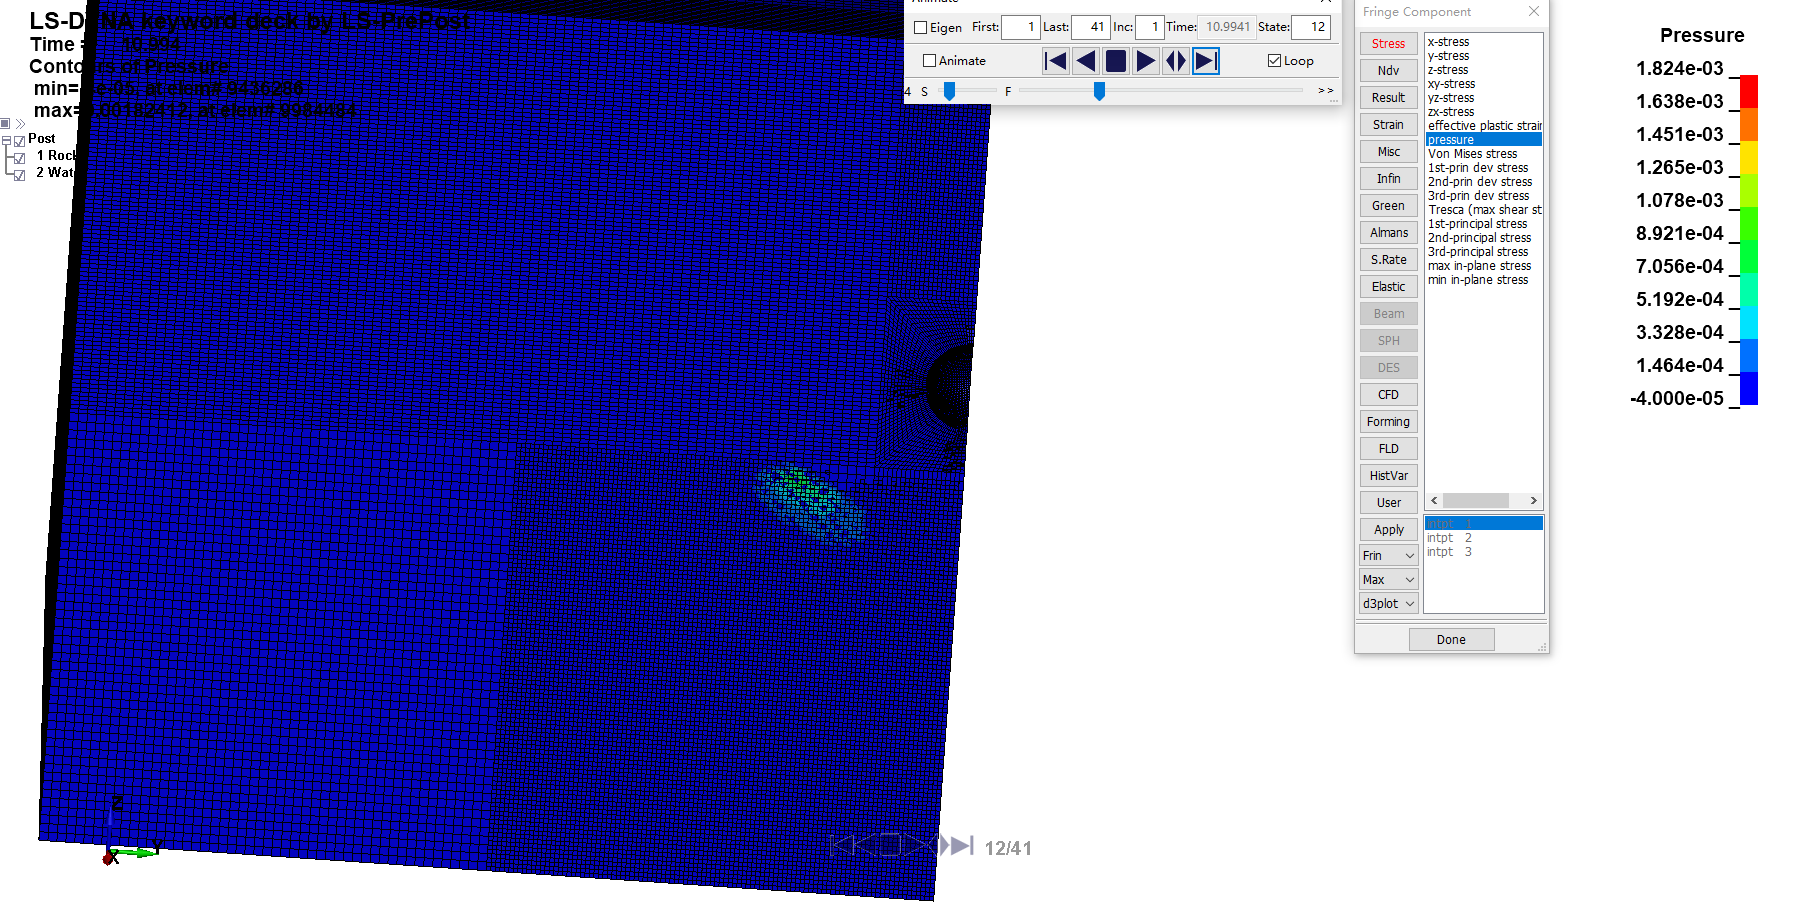 LS-DYNA keyword deck by LS-PrePost
Time = 10.994
Contours of Pressure
max=0.00182412, at elem#
Post
1 Rock
2 Wat
Animate
Eigen First: 1 Last: 41 Inc: 1 Time: 10.9941 State: 12
Animate
Loop
4 S F >>
Fringe Component
Stress
Ndv
Result
Strain
Misc
Infin
Green
Almans
S.Rate
Elastic
Beam
SPH
DES
CFD
Forming
FLD
HistVar
User
Apply
Frin
Max
d3plot
x-stress
y-stress
z-stress
xy-stress
yz-stress
zx-stress
effective plastic strain
pressure
Von Mises stress
1st-prin dev stress
2nd-prin dev stress
3rd-prin dev stress
Tresca (max shear st
1st-principal stress
2nd-principal stress
3rd-principal stress
max in-plane stress
min in-plane stress
intpt 1
intpt 2
intpt 3
Done
Pressure
1.824e-03
1.638e-03
1.451e-03
1.265e-03
1.078e-03
8.921e-04
7.056e-04
5.192e-04
3.328e-04
1.464e-04
-4.000e-05
Z
X
Y
12/41